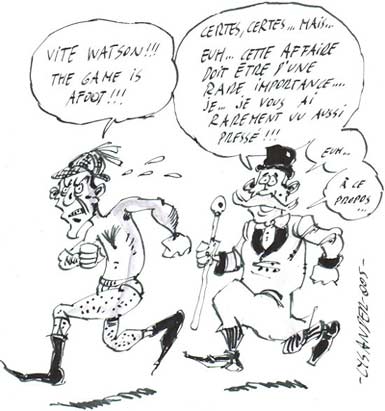 VITE WATSON!!!
THE GAME IS
AFOOT!!!
CERTES, CERTES... MAIS...
EUH... CETTE AFFAIRE
DOIT ÊTRE D'UNE
RARE IMPORTANCE....
JE... JE VOUS AI
RAREMENT VU AUSSI
PRESSÉ!!!
EUH...
À CE
PROPOS...